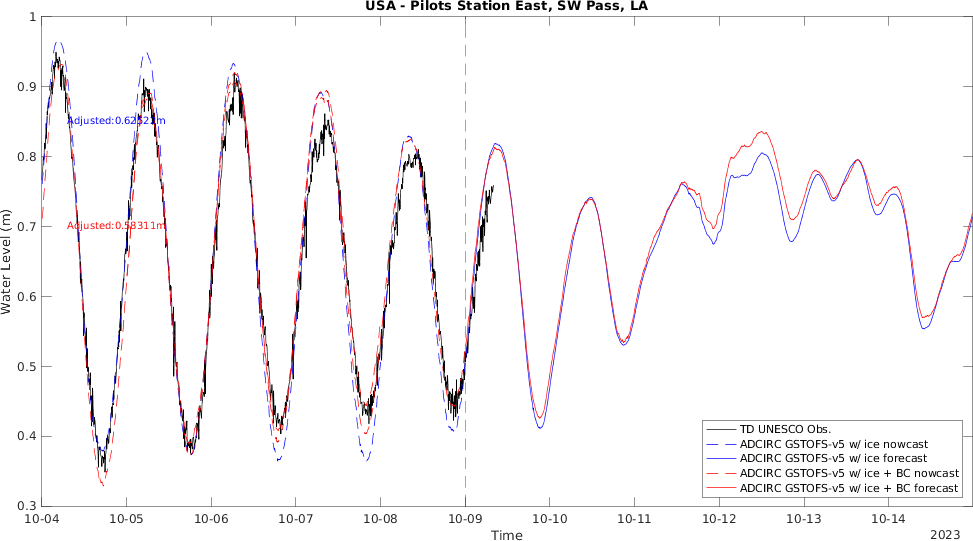 USA - Pilots Station East, SW Pass, LA
1
0.9
0.8
0.7
0.6
0.5
0.4
0.3
Water Level (m)
Adjusted:0.62322m
Adjusted:0.58311m
TD UNESCO Obs.
ADCIRC GSTOFS-v5 w/ ice nowcast
ADCIRC GSTOFS-v5 w/ ice forecast
ADCIRC GSTOFS-v5 w/ ice + BC nowcast
ADCIRC GSTOFS-v5 w/ ice + BC forecast
10-04 10-05 10-06 10-07 10-08 10-09 10-10 10-11 10-12 10-13 10-14
Time
2023